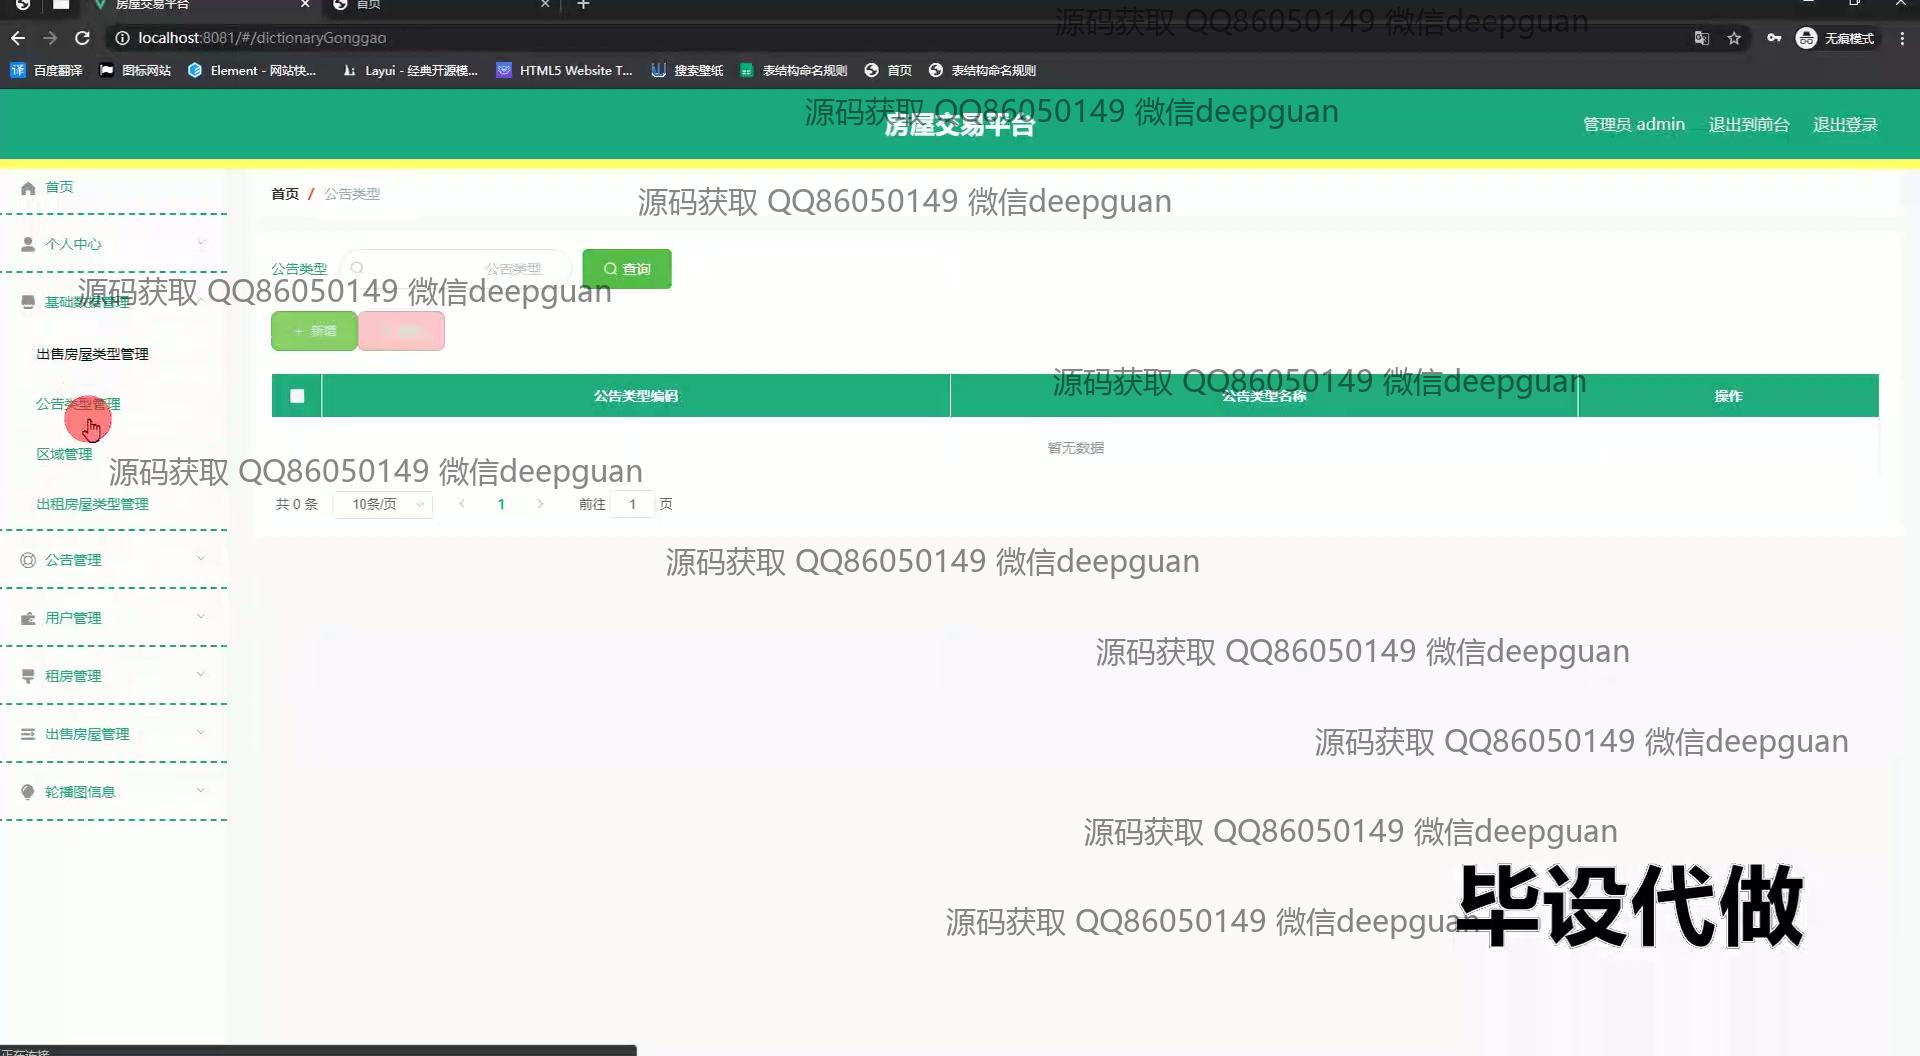 房屋交易平台
首页
源码获取 QQ86050149 微信deepguan
localhost:8081/#/dictionaryGonggao
无痕模式
百度翻译
图标网站
Element - 网站快...
Layui - 经典开源模...
HTML5 Website T...
搜索壁纸
表结构命名规则
首页
表结构命名规则
源码获取 QQ86050149 微信deepguan
房屋交易平台
管理员 admin
退出到前台
退出登录
首页
首页 / 公告类型
源码获取 QQ86050149 微信deepguan
个人中心
公告类型
公告类型
查询
源码获取 QQ86050149 微信deepguan
基础数据管理
+ 新增
出售房屋类型管理
源码获取 QQ86050149 微信deepguan
公告类型编码
公告类型名称
操作
公告类型管理
暂无数据
区域管理
源码获取 QQ86050149 微信deepguan
出租房屋类型管理
共 0 条
10条/页
1
前往 1 页
公告管理
源码获取 QQ86050149 微信deepguan
用户管理
源码获取 QQ86050149 微信deepguan
租房管理
出售房屋管理
源码获取 QQ86050149 微信deepguan
轮播图信息
源码获取 QQ86050149 微信deepguan
毕设代做
源码获取 QQ86050149 微信deepguan